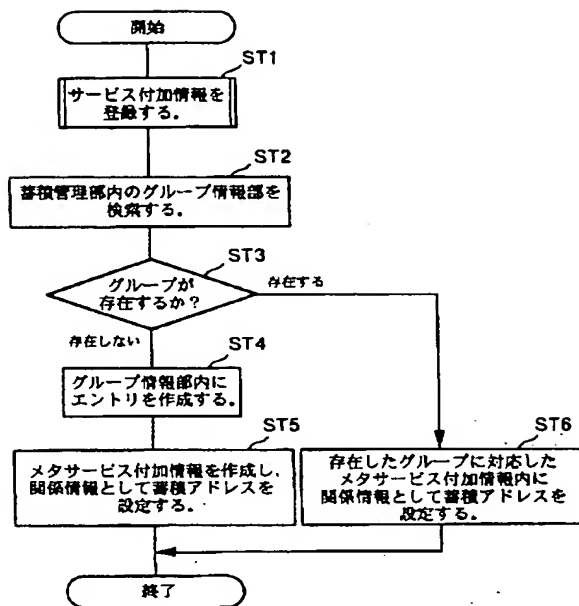 開始
ST1
サービス付加情報を
登録する。
ST2
蓄積管理部内のグループ情報部を
検索する。
ST3
グループが
存在するか？
存在する
存在しない
ST4
グループ情報部内に
エントリを作成する。
ST5
メタサービス付加情報を作成し、
関係情報として蓄積アドレスを
設定する。
ST6
存在したグループに対応した
メタサービス付加情報内に
関係情報として蓄積アドレスを
設定する。
終了